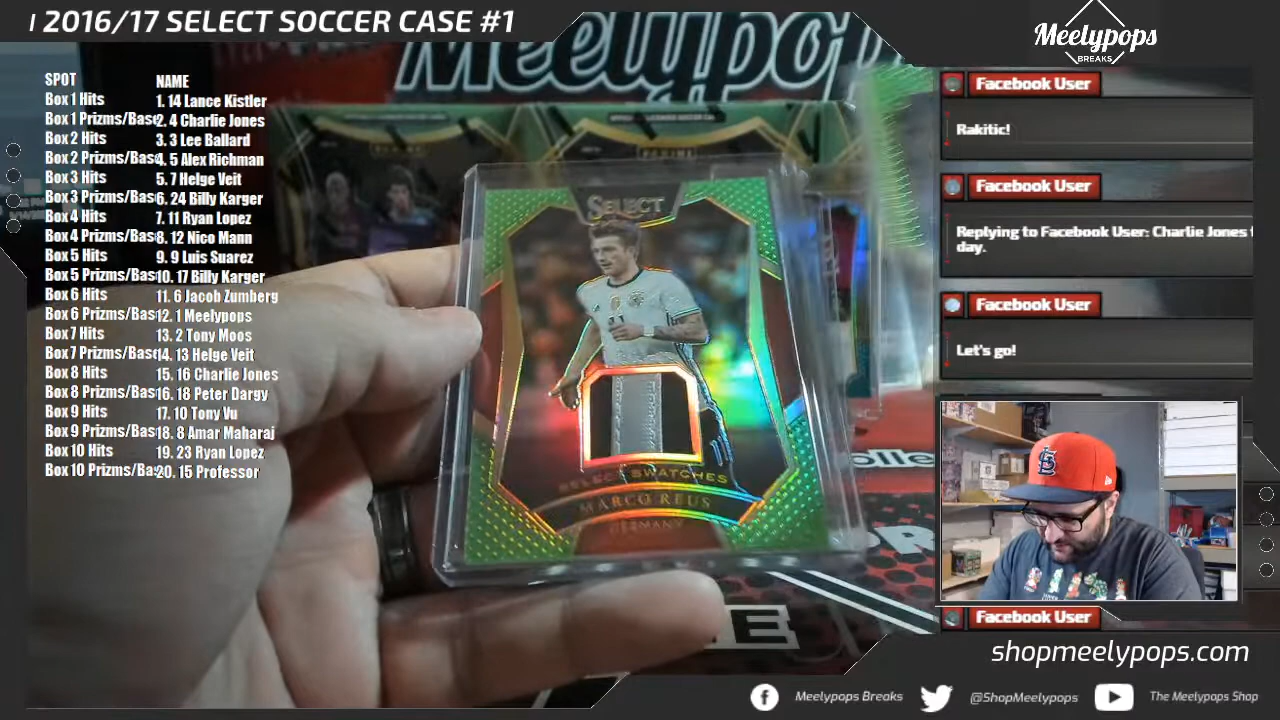 2016/17 SELECT SOCCER CASE #1
Meelypops
BREAKS
SPOT NAME
Box 1 Hits 1. 14 Lance Kistler
Box 1 Prizms/Base 2. 4 Charlie Jones
Box 2 Hits 3. 3 Lee Ballard
Box 2 Prizms/Base 4. 5 Alex Richman
Box 3 Hits 5. 7 Helge Veit
Box 3 Prizms/Base 6. 24 Billy Karger
Box 4 Hits 7. 11 Ryan Lopez
Box 4 Prizms/Bas 8. 12 Nico Mann
Box 5 Hits 9. 9 Luis Suarez
Box 5 Prizms/Bas 10. 17 Billy Karger
Box 6 Hits 11. 6 Jacob Zumberg
Box 6 Prizms/Bas 12. 1 Meelypops
Box 7 Hits 13. 2 Tony Moos
Box 7 Prizms/Base 14. 13 Helge Veit
Box 8 Hits 15. 16 Charlie Jones
Box 8 Prizms/Bas 16. 18 Peter Dargy
Box 9 Hits 17. 10 Tony Vu
Box 9 Prizms/Bas 18. 8 Amar Maharaj
Box 10 Hits 19. 23 Ryan Lopez
Box 10 Prizms/Bas 20. 15 Professor
Meelypop
PANINI
SELECT
SELECT SWATCHES
MARCO REUS
GERMANY
Facebook User
Rakitic!
Facebook User
Replying to Facebook User: Charlie Jones
day.
Facebook User
Let's go!
Facebook User
shopmeelypops.com
Meelypops Breaks
@ShopMeelypops
The Meelypops Shop